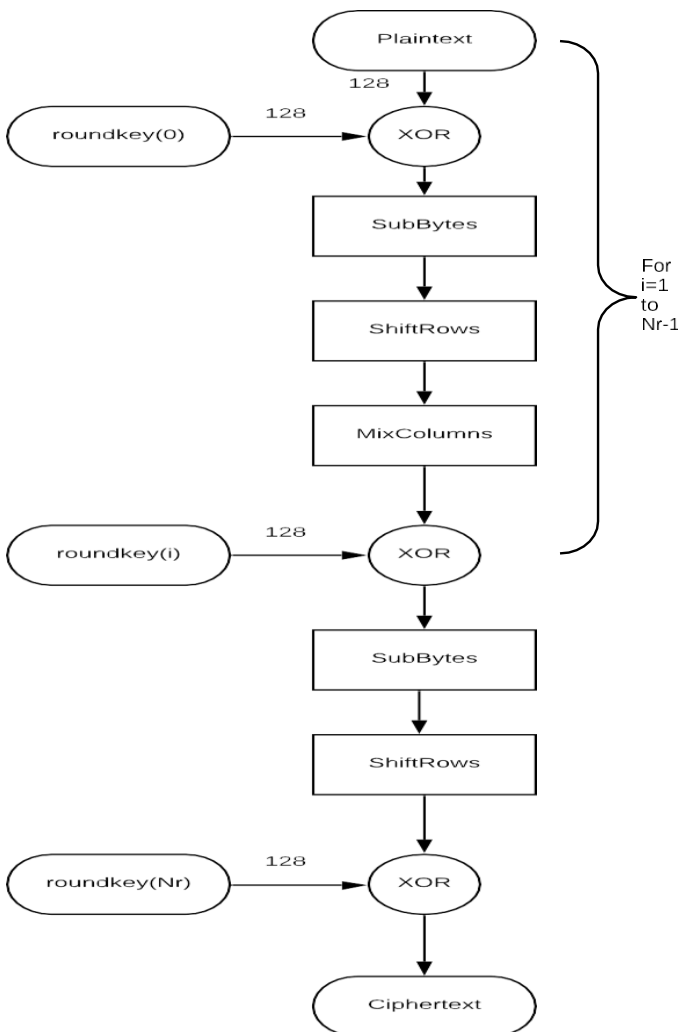 Plaintext
128
roundkey(0)
128
XOR
SubBytes
For
i=1
to
Nr-1
ShiftRows
MixColumns
roundkey(i)
128
XOR
SubBytes
ShiftRows
roundkey(Nr)
128
XOR
Ciphertext